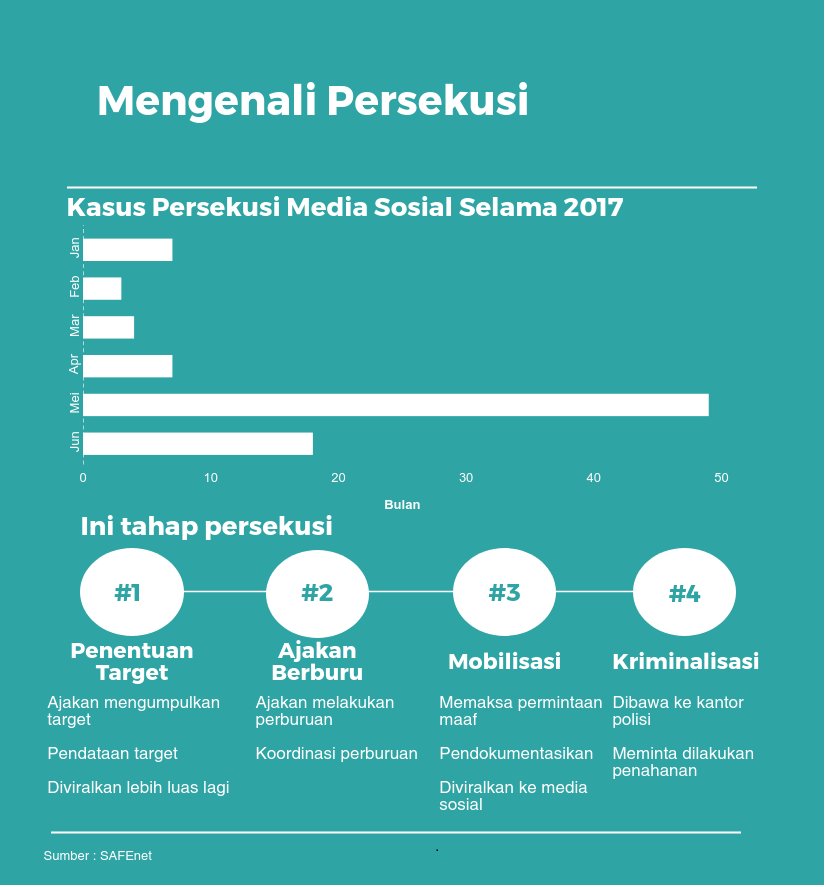 Mengenali Persekusi
Kasus Persekusi Media Sosial Selama 2017
Jan
Feb
Mar
Apr
Mei
Jun
0 10 20 30 40 50
Bulan
Ini tahap persekusi
#1 #2 #3 #4
Penentuan
Target
Ajakan mengumpulkan
target
Pendataan target
Diviralkan lebih luas lagi
Ajakan
Berburu
Ajakan melakukan
perburuan
Koordinasi perburuan
Mobilisasi
Memaksa permintaan
maaf
Pendokumentasikan
Diviralkan ke media
sosial
Kriminalisasi
Dibawa ke kantor
polisi
Meminta dilakukan
penahanan
Sumber : SAFEnet
.